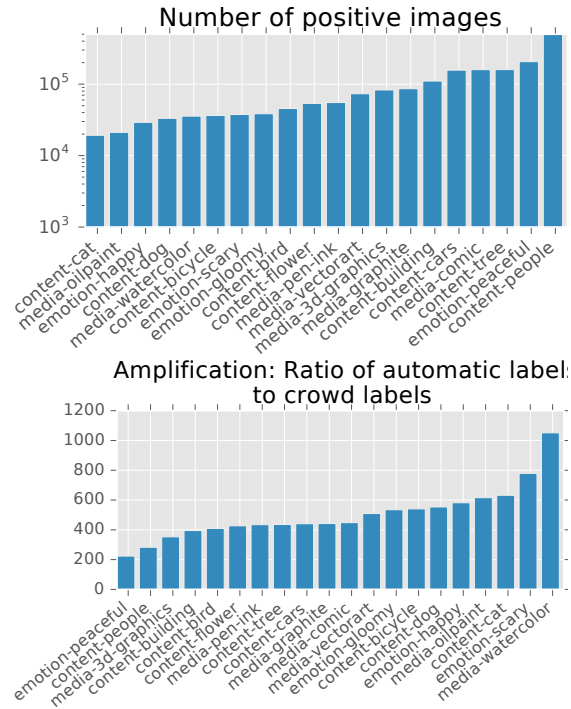 Number of positive images
10^5
10^4
10^3
content-cat
media-oilpaint
emotion-happy
content-dog
media-watercolor
content-bicycle
emotion-scary
emotion-gloomy
content-bird
content-flower
media-pen-ink
media-vectorart
media-3d-graphics
media-graphite
content-building
content-cars
media-comic
content-tree
emotion-peaceful
content-people
Amplification: Ratio of automatic labels
to crowd labels
1200
1000
800
600
400
200
0
emotion-peaceful
content-people
media-3d-graphics
content-building
content-bird
content-flower
media-pen-ink
content-tree
content-cars
media-graphite
media-comic
media-vectorart
emotion-gloomy
content-bicycle
content-dog
emotion-happy
media-oilpaint
content-cat
emotion-scary
media-watercolor